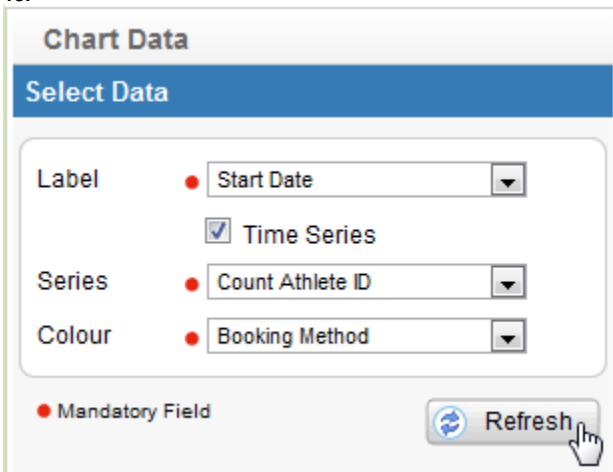 Chart Data
Select Data
Label Start Date
Time Series
Series Count Athlete ID
Colour Booking Method
Mandatory Field Refresh